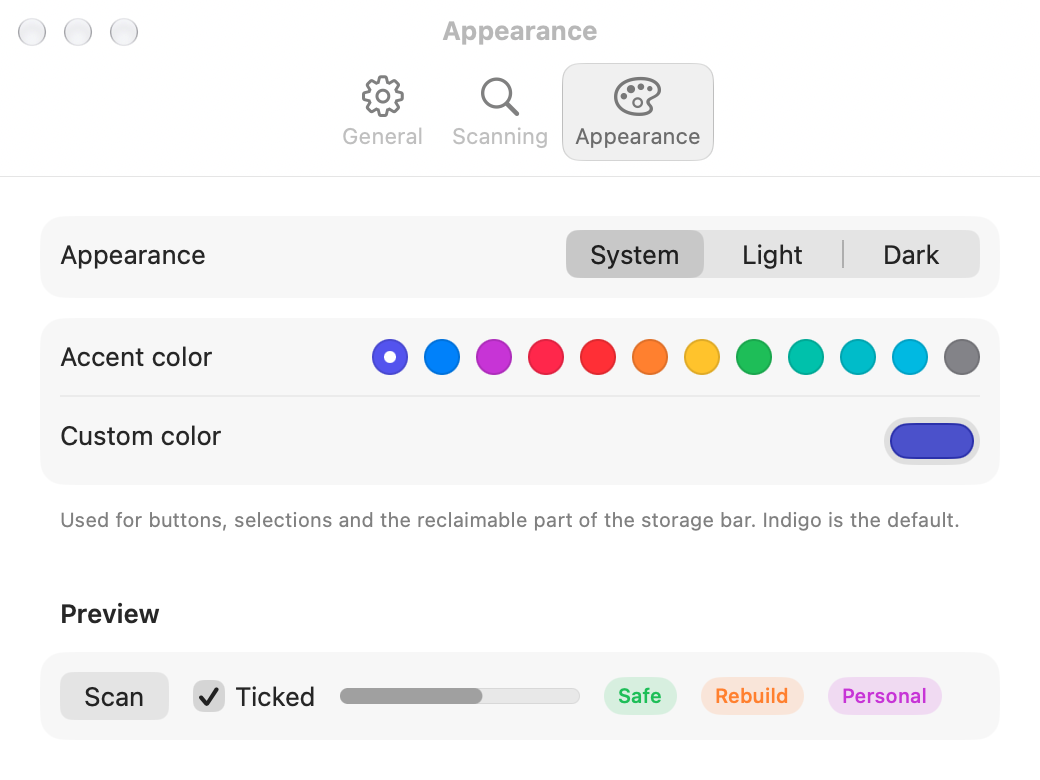 Appearance
General Scanning Appearance
Appearance System Light Dark
Accent color
Custom color
Used for buttons, selections and the reclaimable part of the storage bar. Indigo is the default.
Preview
Scan Ticked Safe Rebuild Personal